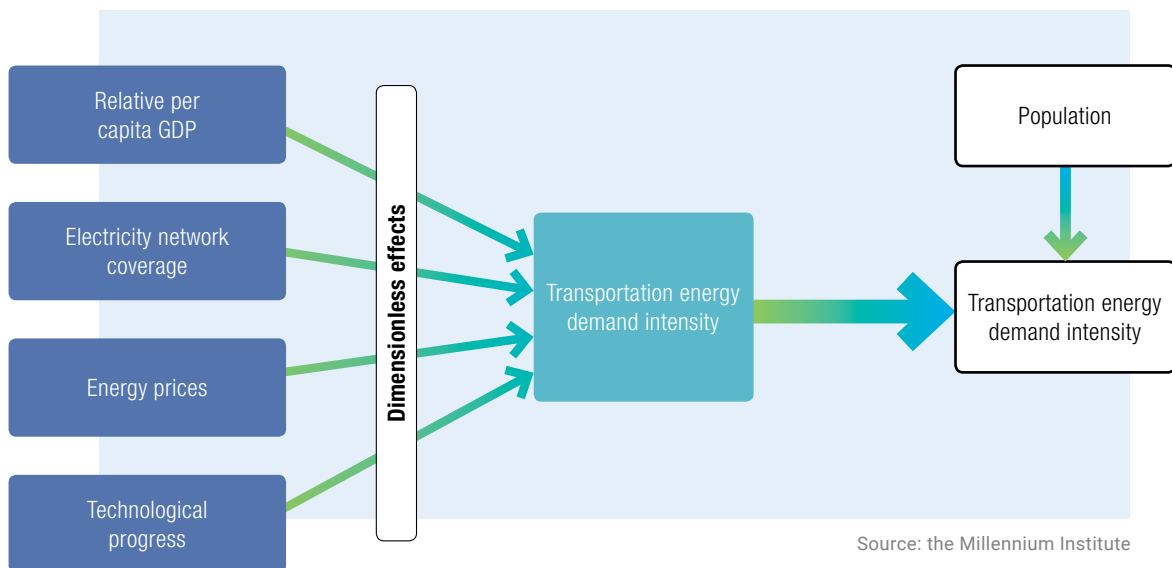 Relative per
capita GDP
Electricity network
coverage
Energy prices
Technological
progress
Dimensionless effects
Transportation energy
demand intensity
Population
Transportation energy
demand intensity
Source: the Millennium Institute